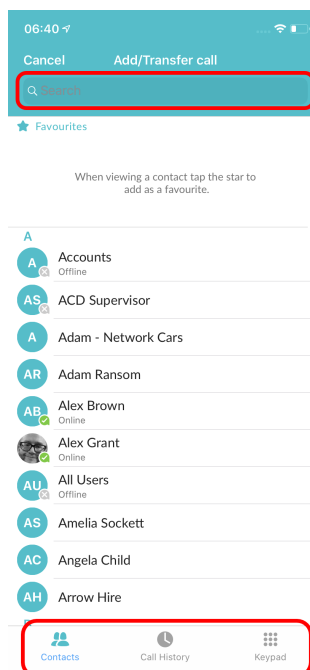 06:40
Cancel Add/Transfer call
Search
Favourites
When viewing a contact tap the star to
add as a favourite.
A
A Accounts
Offline
AS ACD Supervisor
A Adam - Network Cars
AR Adam Ransom
AB Alex Brown
Online
Alex Grant
Online
AU All Users
Offline
AS Amelia Sockett
AC Angela Child
AH Arrow Hire
Contacts Call History Keypad